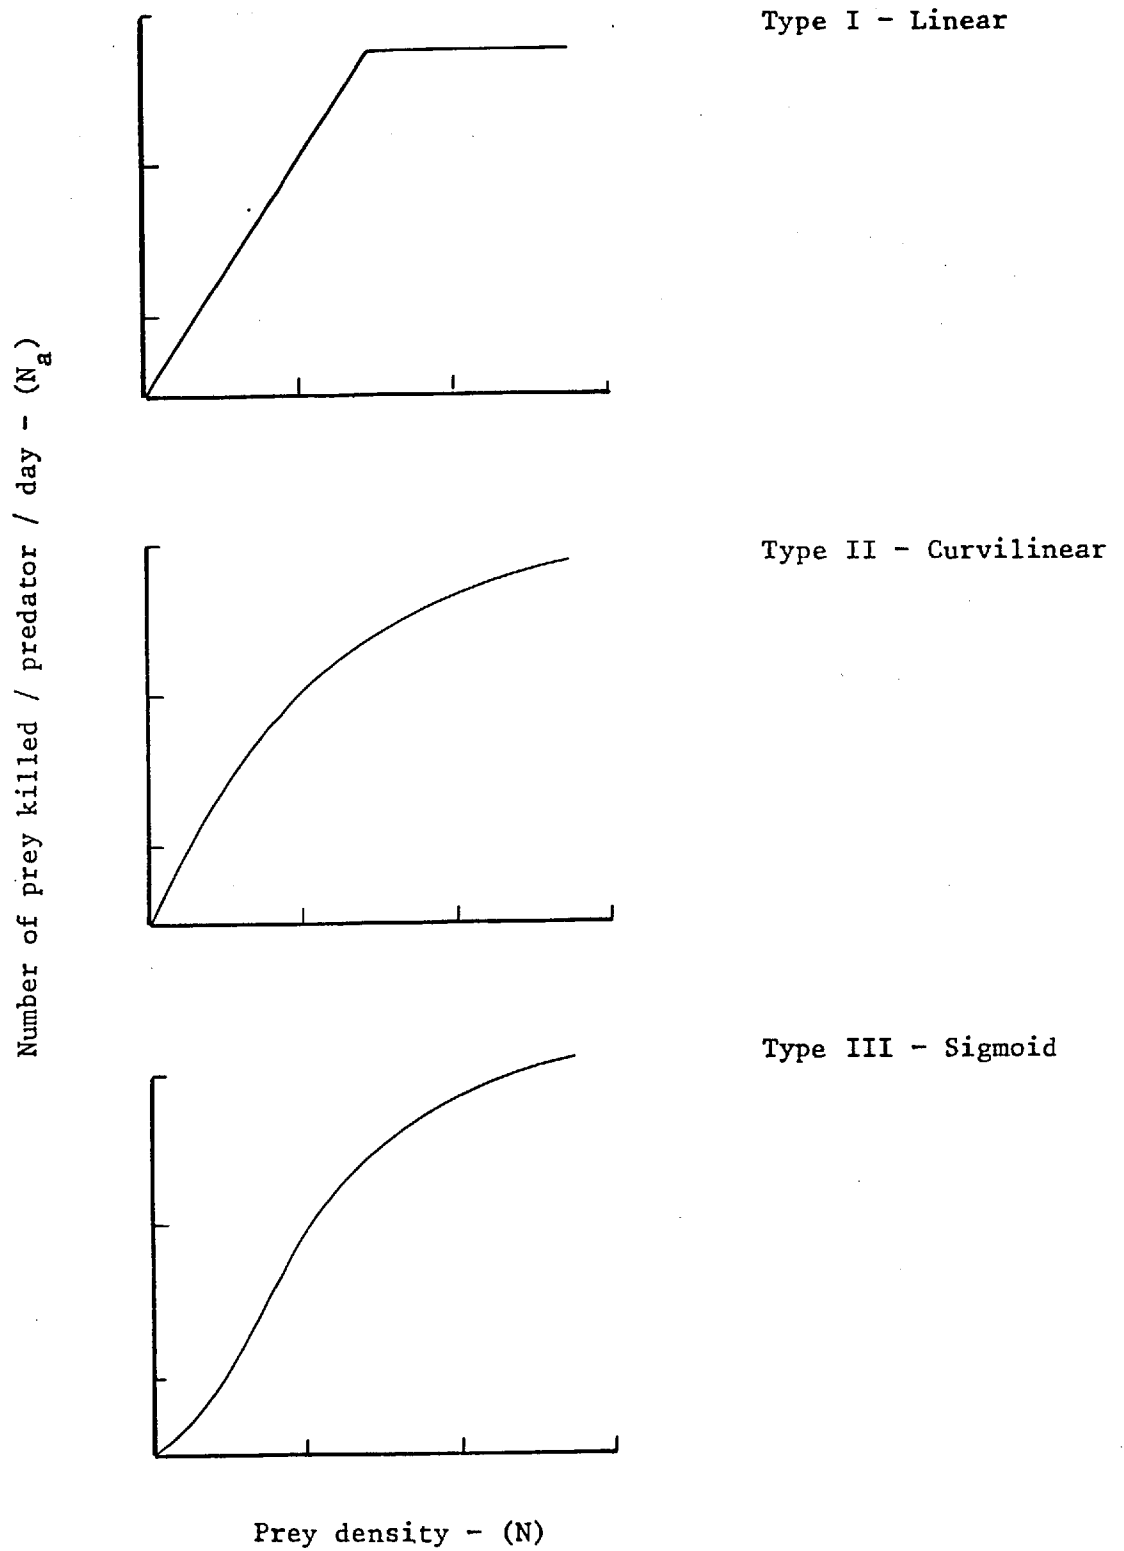 Type I - Linear
Number of prey killed / predator / day - (Na)
Type II - Curvilinear
Type III - Sigmoid
Prey density - (N)